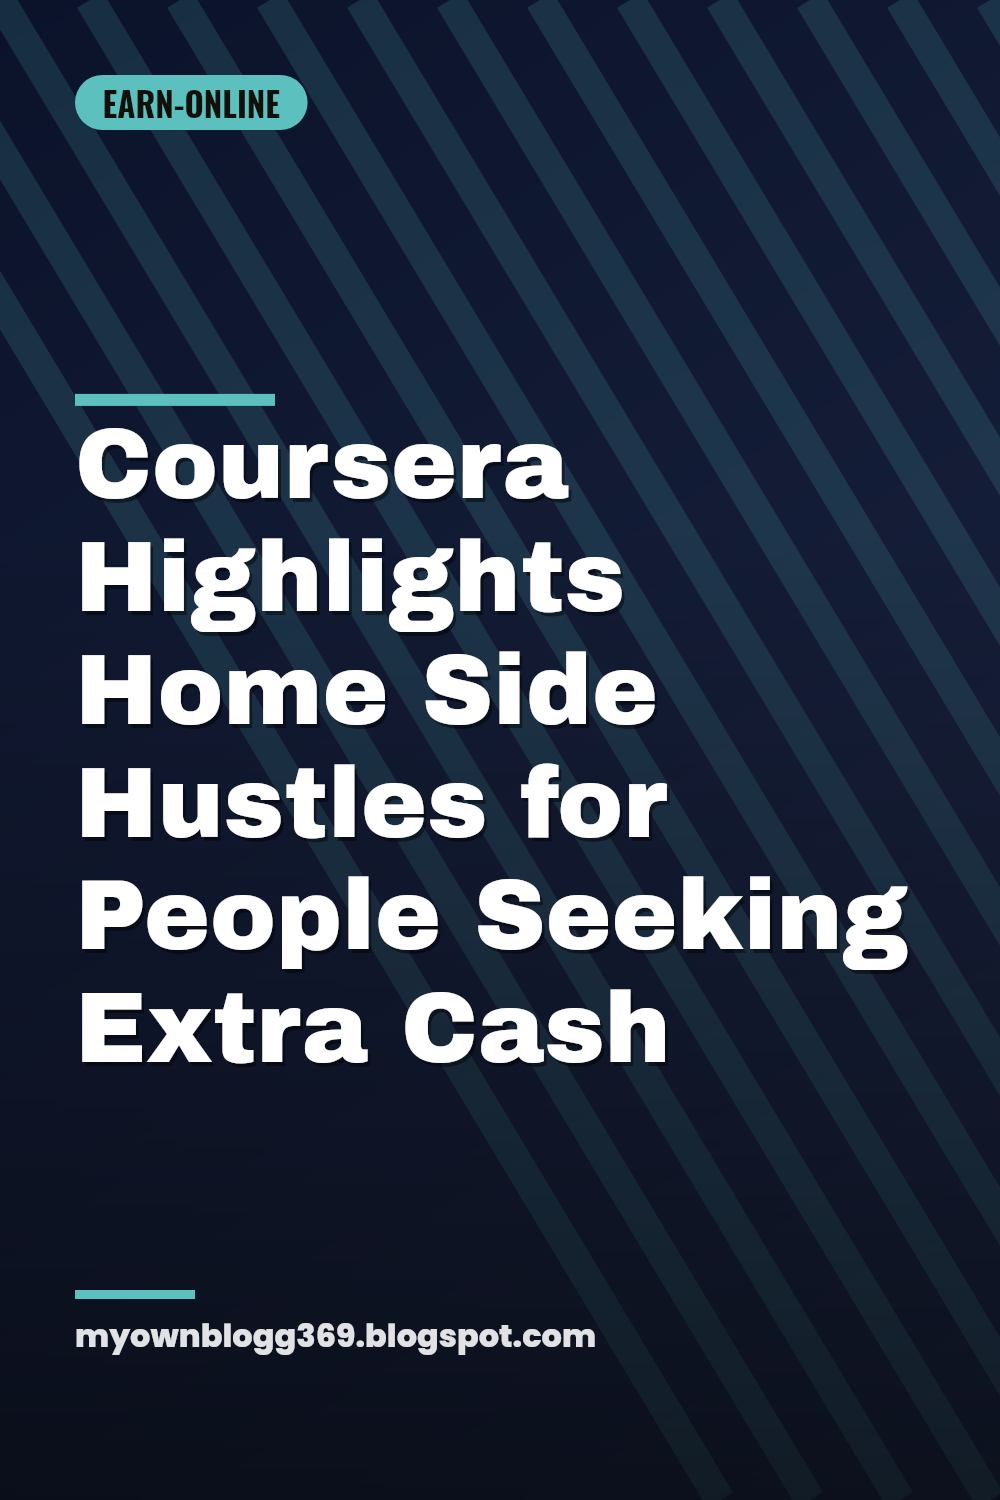 EARN-ONLINE
Coursera
Highlights
Home Side
Hustles for
People Seeking
Extra Cash
myownblogg369.blogspot.com